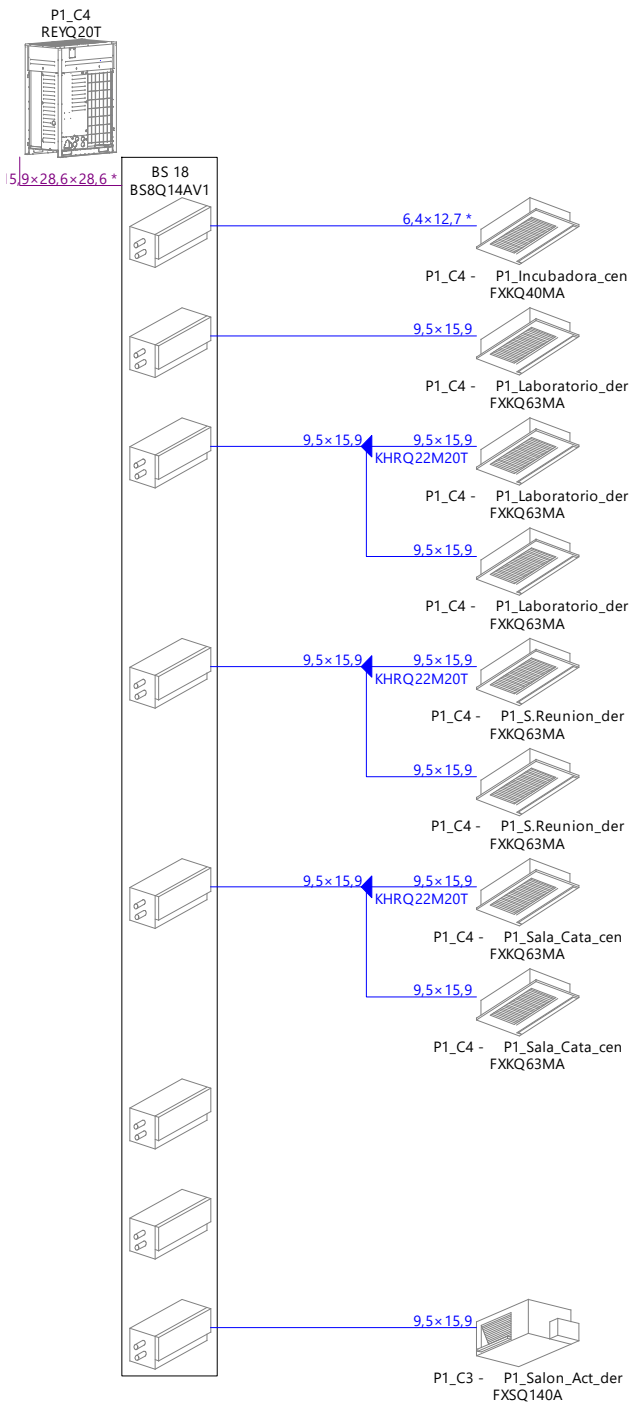 P1_C4
REYQ20T
15,9×28,6×28,6 *
BS 18
BS8Q14AV1
6,4×12,7 *
P1_C4 - P1_Incubadora_cen
FXKQ40MA
9,5×15,9
P1_C4 - P1_Laboratorio_der
FXKQ63MA
9,5×15,9
9,5×15,9
KHRQ22M20T
P1_C4 - P1_Laboratorio_der
FXKQ63MA
9,5×15,9
P1_C4 - P1_Laboratorio_der
FXKQ63MA
9,5×15,9
9,5×15,9
KHRQ22M20T
P1_C4 - P1_S.Reunion_der
FXKQ63MA
9,5×15,9
P1_C4 - P1_S.Reunion_der
FXKQ63MA
9,5×15,9
9,5×15,9
KHRQ22M20T
P1_C4 - P1_Sala_Cata_cen
FXKQ63MA
9,5×15,9
P1_C4 - P1_Sala_Cata_cen
FXKQ63MA
9,5×15,9
P1_C3 - P1_Salon_Act_der
FXSQ140A